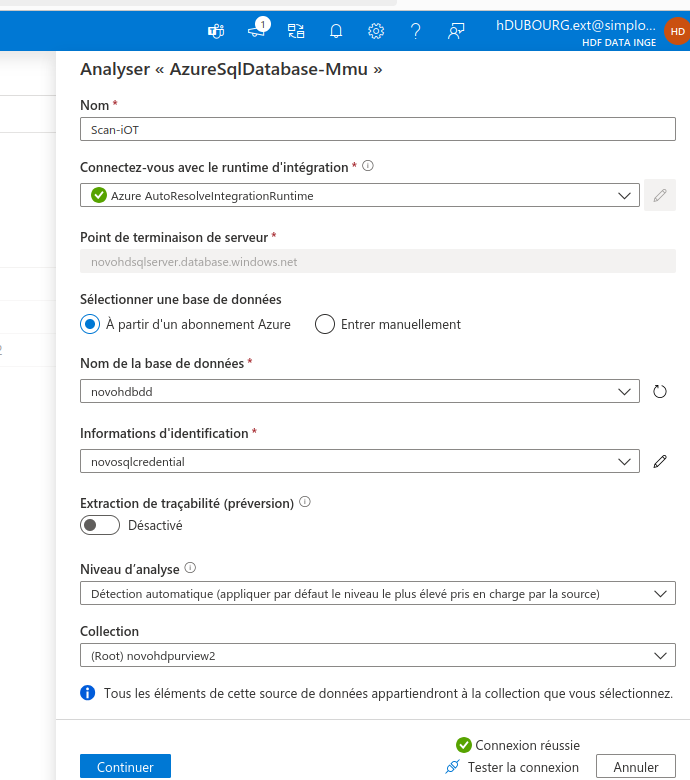 1
hDUBOURG.ext@simplo...
HDF DATA INGE
HD
Analyser « AzureSqlDatabase-Mmu »
Nom *
Scan-iOT
Connectez-vous avec le runtime d'intégration *
Azure AutoResolveIntegrationRuntime
Point de terminaison de serveur *
novohdsqlserver.database.windows.net
Sélectionner une base de données
À partir d'un abonnement Azure Entrer manuellement
Nom de la base de données *
novohdbdd
Informations d'identification *
novosqlcredential
Extraction de traçabilité (préversion)
Désactivé
2
Niveau d’analyse
Détection automatique (appliquer par défaut le niveau le plus élevé pris en charge par la source)
Collection
(Root) novohdpurview2
Tous les éléments de cette source de données appartiendront à la collection que vous sélectionnez.
Connexion réussie
Continuer Tester la connexion Annuler